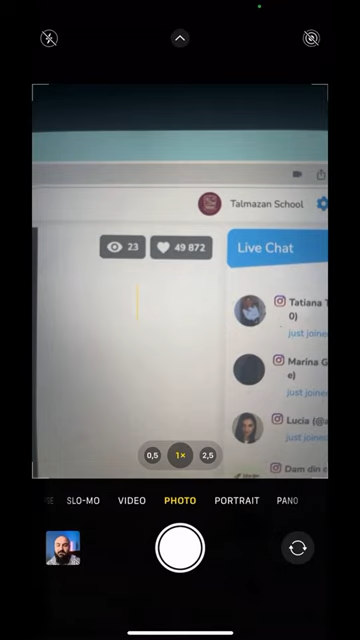 Talmazan School
23
49 872
Live Chat
Tatiana
0)
just joine
Marina G
e)
just joine
Lucia (@a
just joine
Dam din
0,5
1×
2,5
SLO-MO
VIDEO
PHOTO
PORTRAIT
PANO